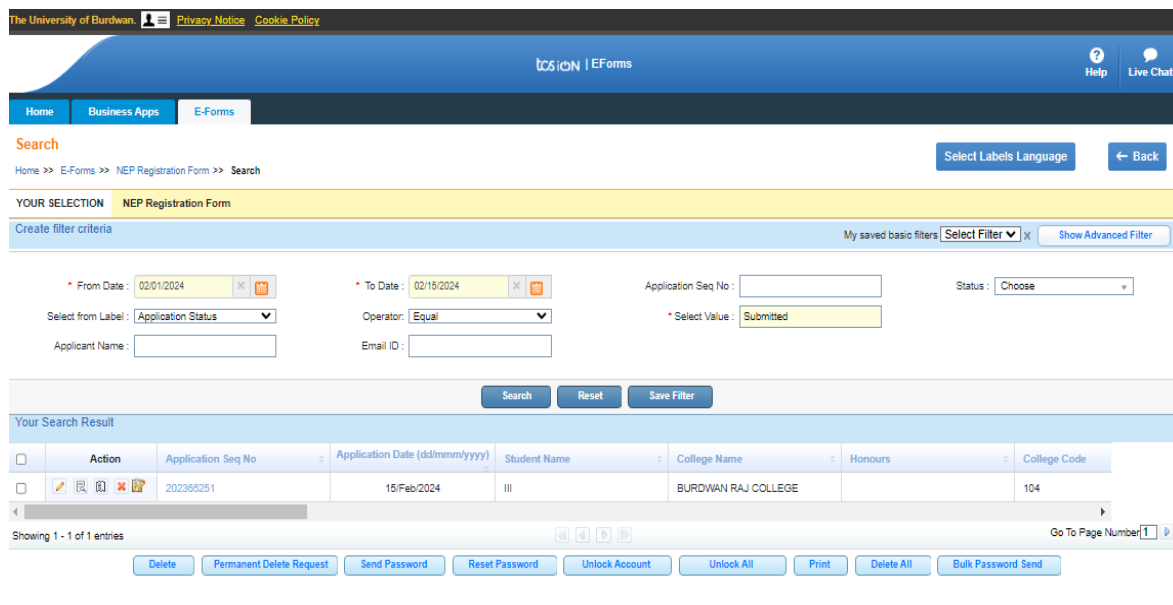 The University of Burdwan. Privacy Notice Cookie Policy
tcs iON | EForms
Help Live Chat
Home Business Apps E-Forms
Search
Select Labels Language ← Back
Home >> E-Forms >> NEP Registration Form >> Search
YOUR SELECTION NEP Registration Form
Create filter criteria My saved basic filters Select Filter X Show Advanced Filter
* From Date : 02/01/2024 * To Date : 02/15/2024 Application Seq No : Status : Choose
Select from Label : Application Status Operator: Equal * Select Value : Submitted
Applicant Name : Email ID :
Search Reset Save Filter
Your Search Result
Action Application Seq No Application Date (dd/mmm/yyyy) Student Name College Name Honours College Code
202365251 15/Feb/2024 III BURDWAN RAJ COLLEGE 104
Showing 1 - 1 of 1 entries Go To Page Number 1
Delete Permanent Delete Request Send Password Reset Password Unlock Account Unlock All Print Delete All Bulk Password Send